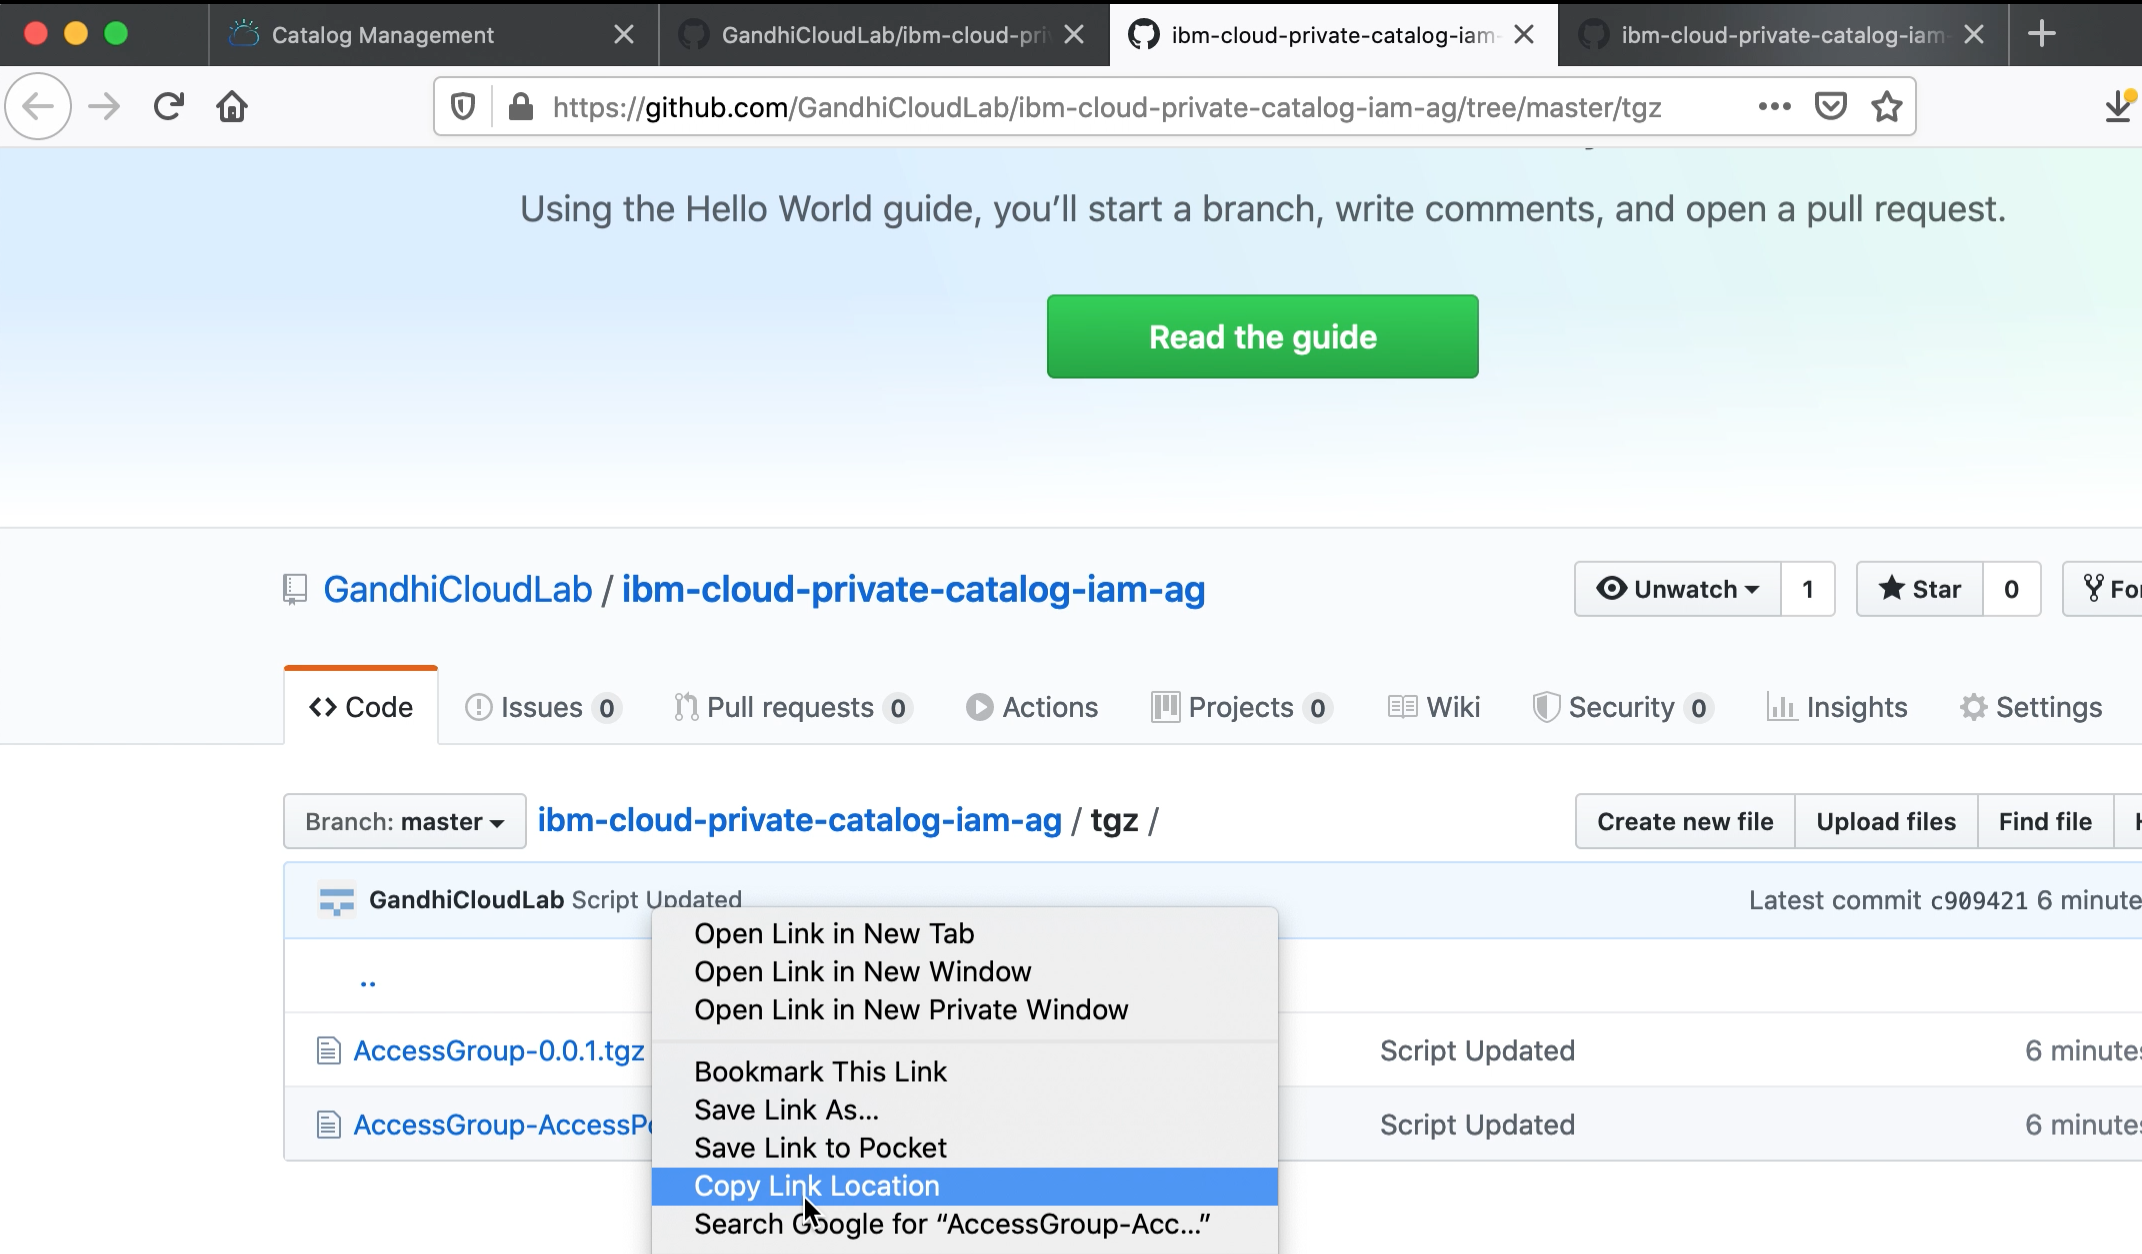 Catalog Management
GandhiCloudLab/ibm-cloud-pri
ibm-cloud-private-catalog-iam-
ibm-cloud-private-catalog-iam-
https://github.com/GandhiCloudLab/ibm-cloud-private-catalog-iam-ag/tree/master/tgz
Using the Hello World guide, you’ll start a branch, write comments, and open a pull request.
Read the guide
GandhiCloudLab / ibm-cloud-private-catalog-iam-ag
Unwatch 1 Star 0 For
Code Issues 0 Pull requests 0 Actions Projects 0 Wiki Security 0 Insights Settings
Branch: master ibm-cloud-private-catalog-iam-ag / tgz /
Create new file Upload files Find file H
GandhiCloudLab Script Updated
Latest commit c909421 6 minute
..
AccessGroup-0.0.1.tgz Script Updated 6 minutes
AccessGroup-AccessPo Script Updated 6 minutes
Open Link in New Tab
Open Link in New Window
Open Link in New Private Window
Bookmark This Link
Save Link As...
Save Link to Pocket
Copy Link Location
Search Google for “AccessGroup-Acc...”